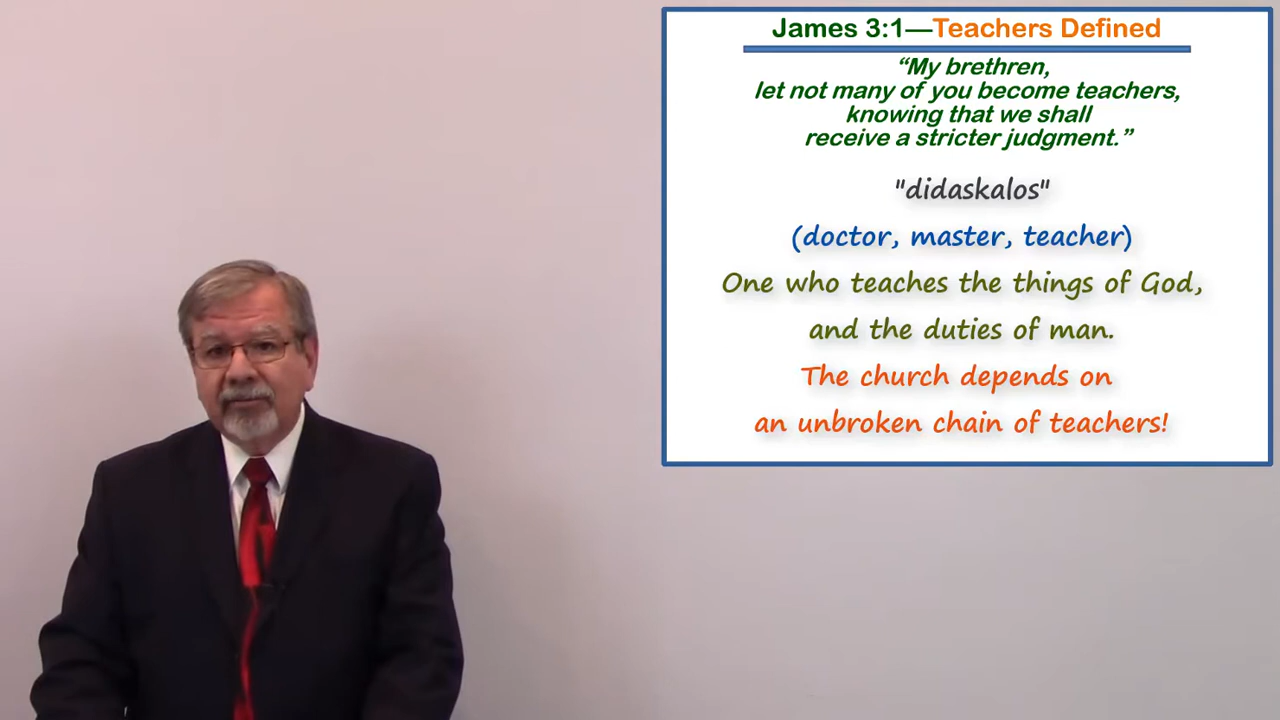 James 3:1—Teachers Defined
“My brethren,
let not many of you become teachers,
knowing that we shall
receive a stricter judgment.”
"didaskalos"
(doctor, master, teacher)
One who teaches the things of God,
and the duties of man.
The church depends on
an unbroken chain of teachers!